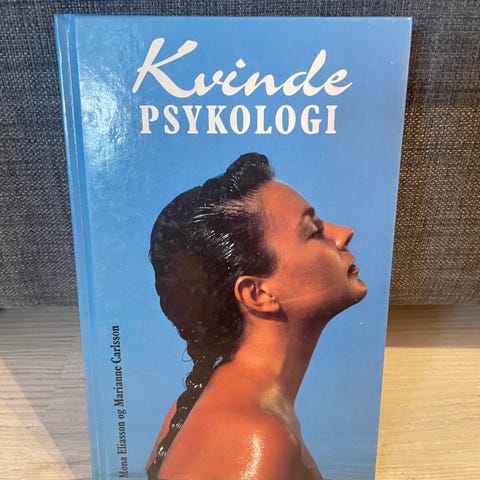 Kvinde
PSYKOLOGI
Mona Eliasson og Marianne Carlsson